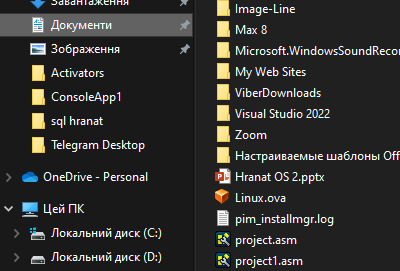 Завантаження
Документи
Зображення
Activators
ConsoleApp1
sql hranat
Telegram Desktop
OneDrive - Personal
Цей ПК
Локальний диск (C:)
Локальний диск (D:)
Image-Line
Max 8
Microsoft.WindowsSoundReco
My Web Sites
ViberDownloads
Visual Studio 2022
Zoom
Настраиваемые шаблоны Off
Hranat OS 2.pptx
Linux.ova
pim_installmgr.log
project.asm
project1.asm